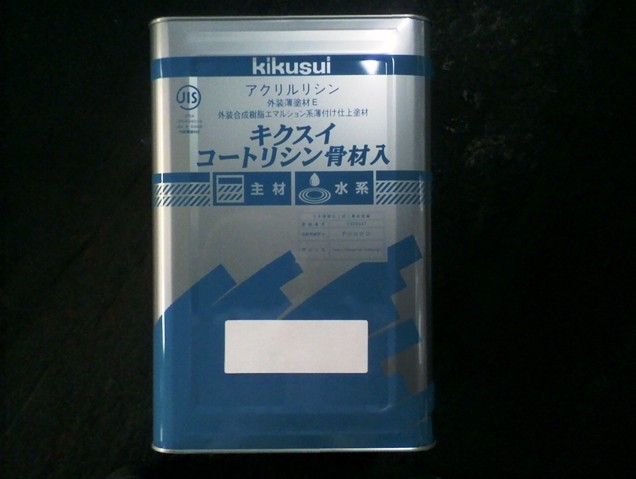 kikusui
JIS
アクリルリシン
外装薄塗材E
外装合成樹脂エマルション系薄付け仕上塗材
キクスイ
コートリシン骨材入
主材 水系